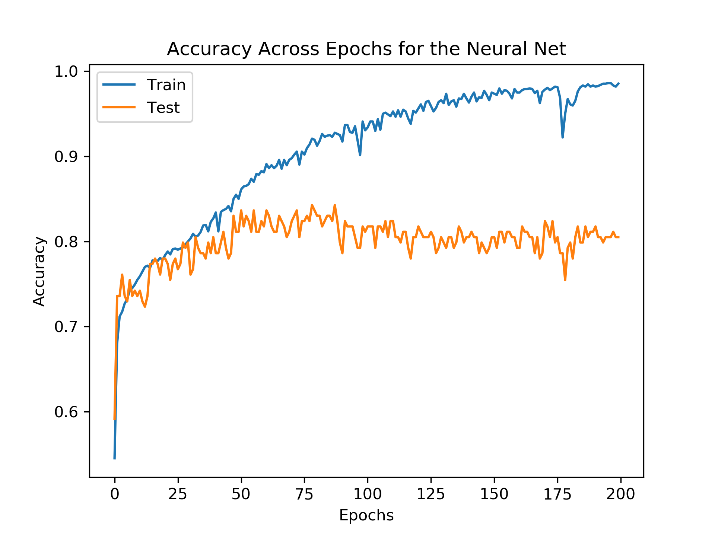 Accuracy Across Epochs for the Neural Net
1.0
Train
Test
0.9
0.8
Accuracy
0.7
0.6
0 25 50 75 100 125 150 175 200
Epochs